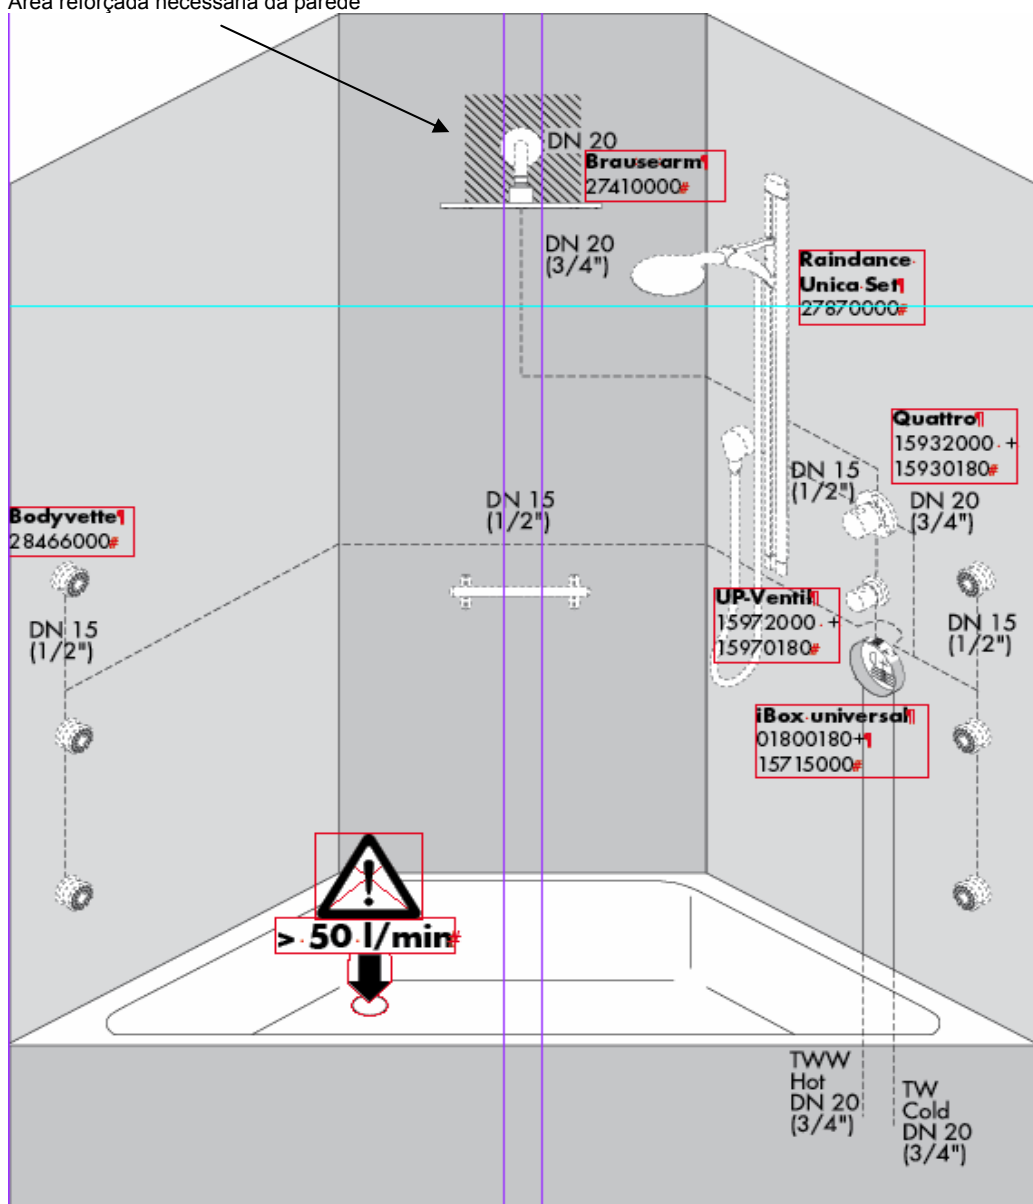 Área reforçada necessária da parede
DN 20
Brausearm¶
27410000#
DN 20
(3/4")
Raindance·
Unica·Set¶
27870000#
Quattro¶
15932000·+
15930180#
DN 15
(1/2")
DN 20
(3/4")
DN 15
(1/2")
Bodyvette¶
28466000#
DN 15
(1/2")
UP-Ventil¶
15972000·+
15970180#
DN 15
(1/2")
iBox·universal¶
01800180+¶
15715000#
!
>·50·l/min#
TWW
Hot
DN 20
(3/4")
TW
Cold
DN 20
(3/4")